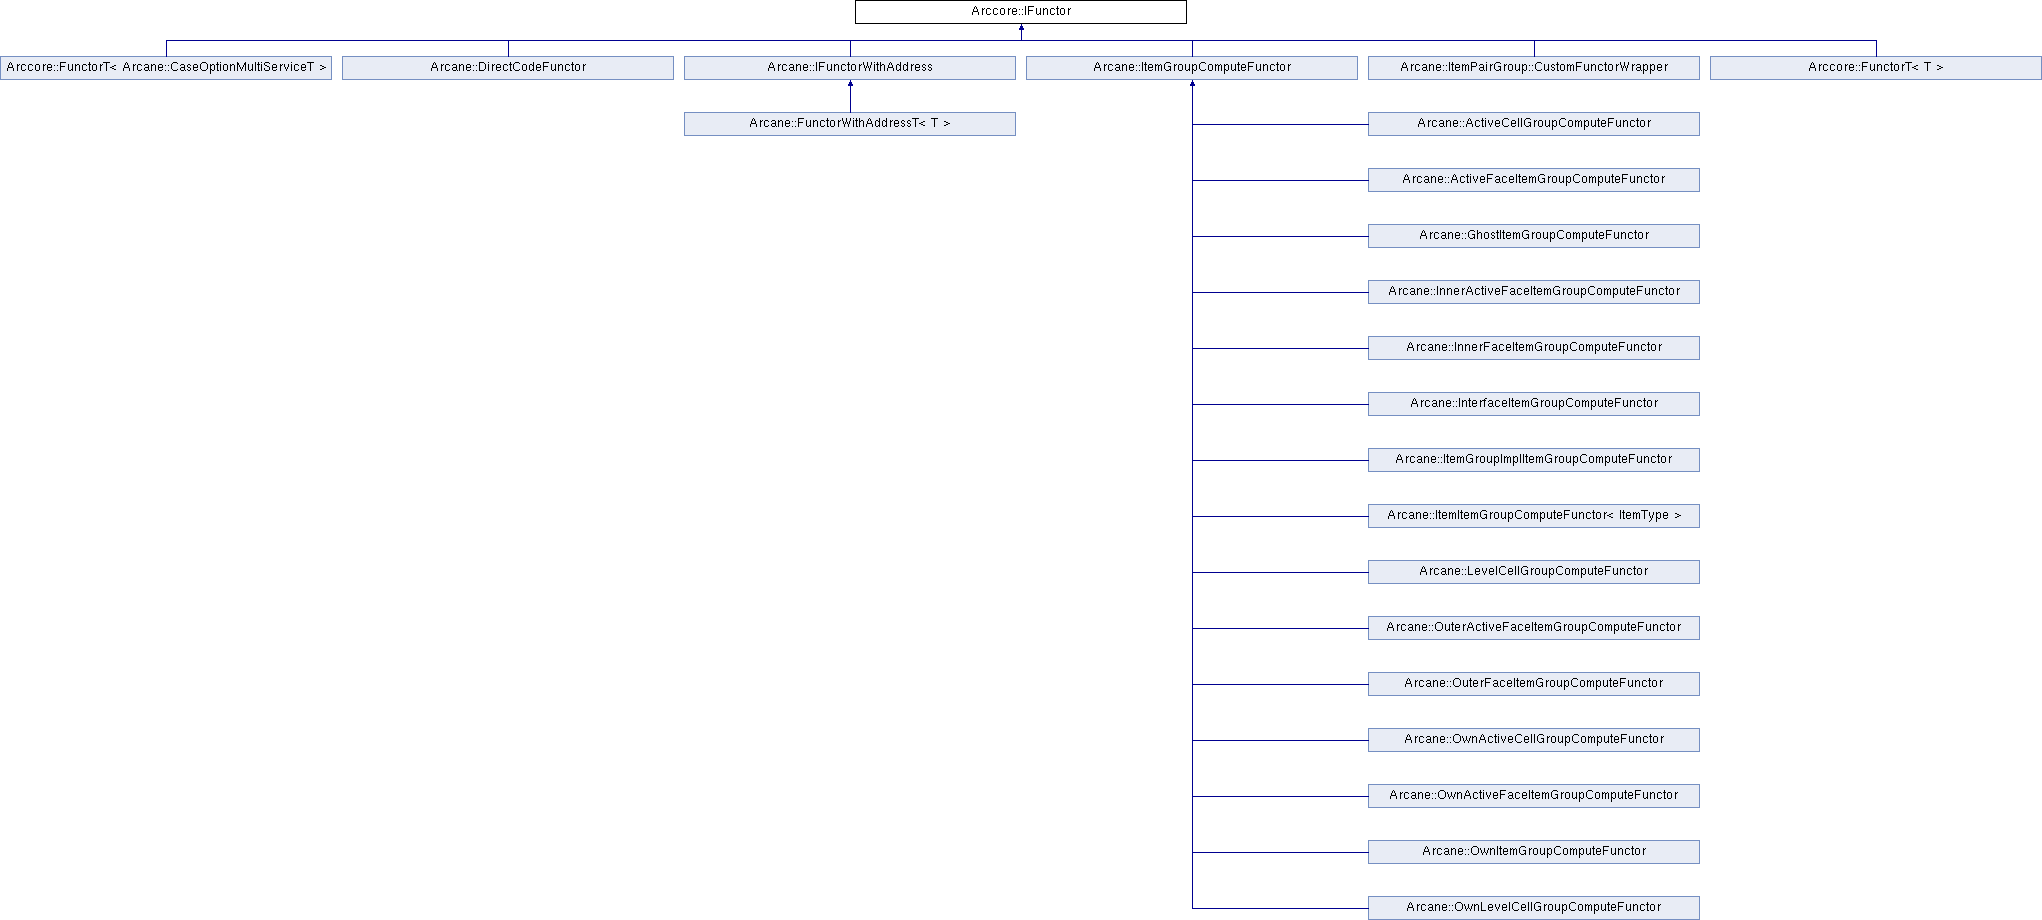 Arccore::IFunctor
Arccore::FunctorT< Arcane::CaseOptionMultiServiceT >
Arcane::DirectCodeFunctor
Arcane::IFunctorWithAddress
Arcane::ItemGroupComputeFunctor
Arcane::ItemPairGroup::CustomFunctorWrapper
Arccore::FunctorT< T >
Arcane::FunctorWithAddressT< T >
Arcane::ActiveCellGroupComputeFunctor
Arcane::ActiveFaceItemGroupComputeFunctor
Arcane::GhostItemGroupComputeFunctor
Arcane::InnerActiveFaceItemGroupComputeFunctor
Arcane::InnerFaceItemGroupComputeFunctor
Arcane::InterfaceItemGroupComputeFunctor
Arcane::ItemGroupImplItemGroupComputeFunctor
Arcane::ItemItemGroupComputeFunctor< ItemType >
Arcane::LevelCellGroupComputeFunctor
Arcane::OuterActiveFaceItemGroupComputeFunctor
Arcane::OuterFaceItemGroupComputeFunctor
Arcane::OwnActiveCellGroupComputeFunctor
Arcane::OwnActiveFaceItemGroupComputeFunctor
Arcane::OwnItemGroupComputeFunctor
Arcane::OwnLevelCellGroupComputeFunctor